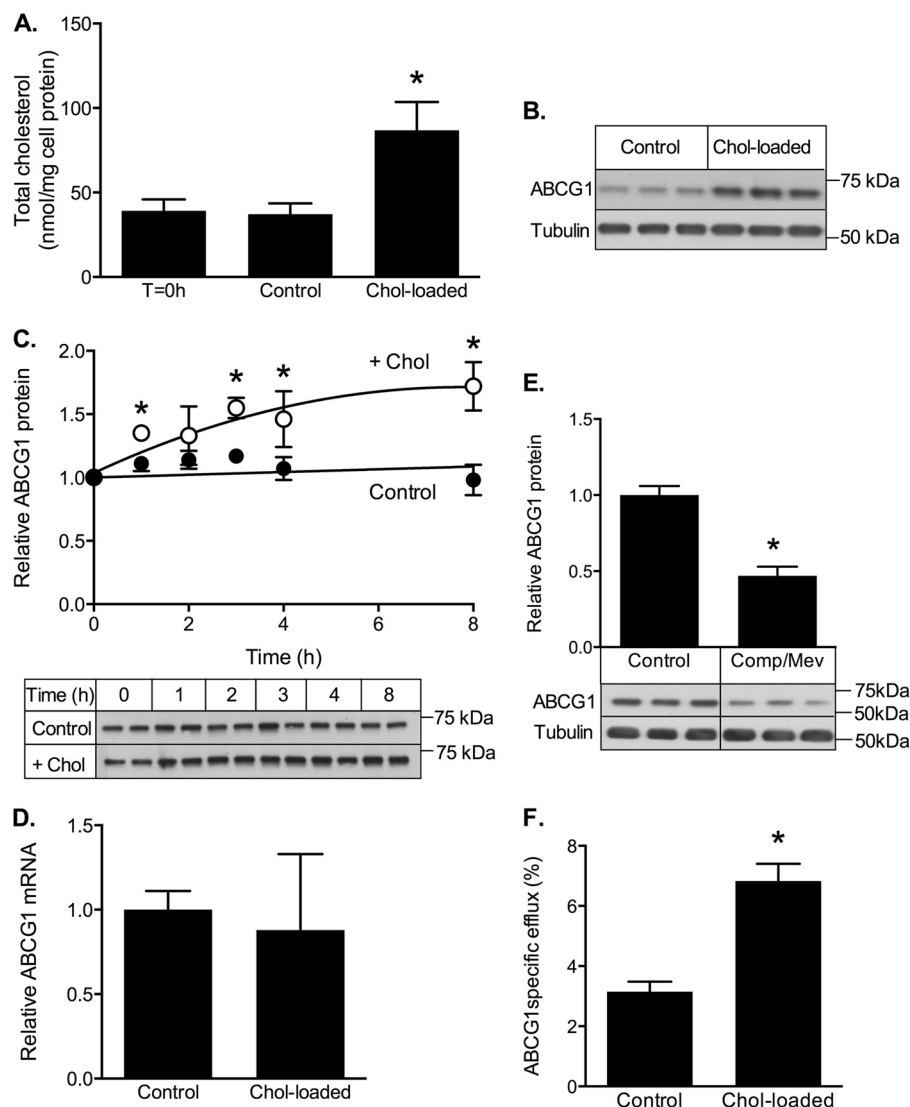 A.
Total cholesterol
(nmol/mg cell protein)
150
100
50
0
*
T=0h Control Chol-loaded
B.
Control Chol-loaded
ABCG1
75 kDa
Tubulin
50 kDa
C.
Relative ABCG1 protein
2.0
1.5
1.0
0.5
0.0
* * * *
+ Chol
Control
0 2 4 6 8
Time (h)
Time (h) 0 1 2 3 4 8
Control
75 kDa
+ Chol
75 kDa
D.
Relative ABCG1 mRNA
1.5
1.0
0.5
0.0
Control Chol-loaded
E.
Relative ABCG1 protein
1.5
1.0
0.5
0.0
*
Control Comp/Mev
ABCG1
75kDa
50kDa
Tubulin
50kDa
F.
ABCG1specific efflux (%)
8
6
4
2
0
*
Control Chol-loaded